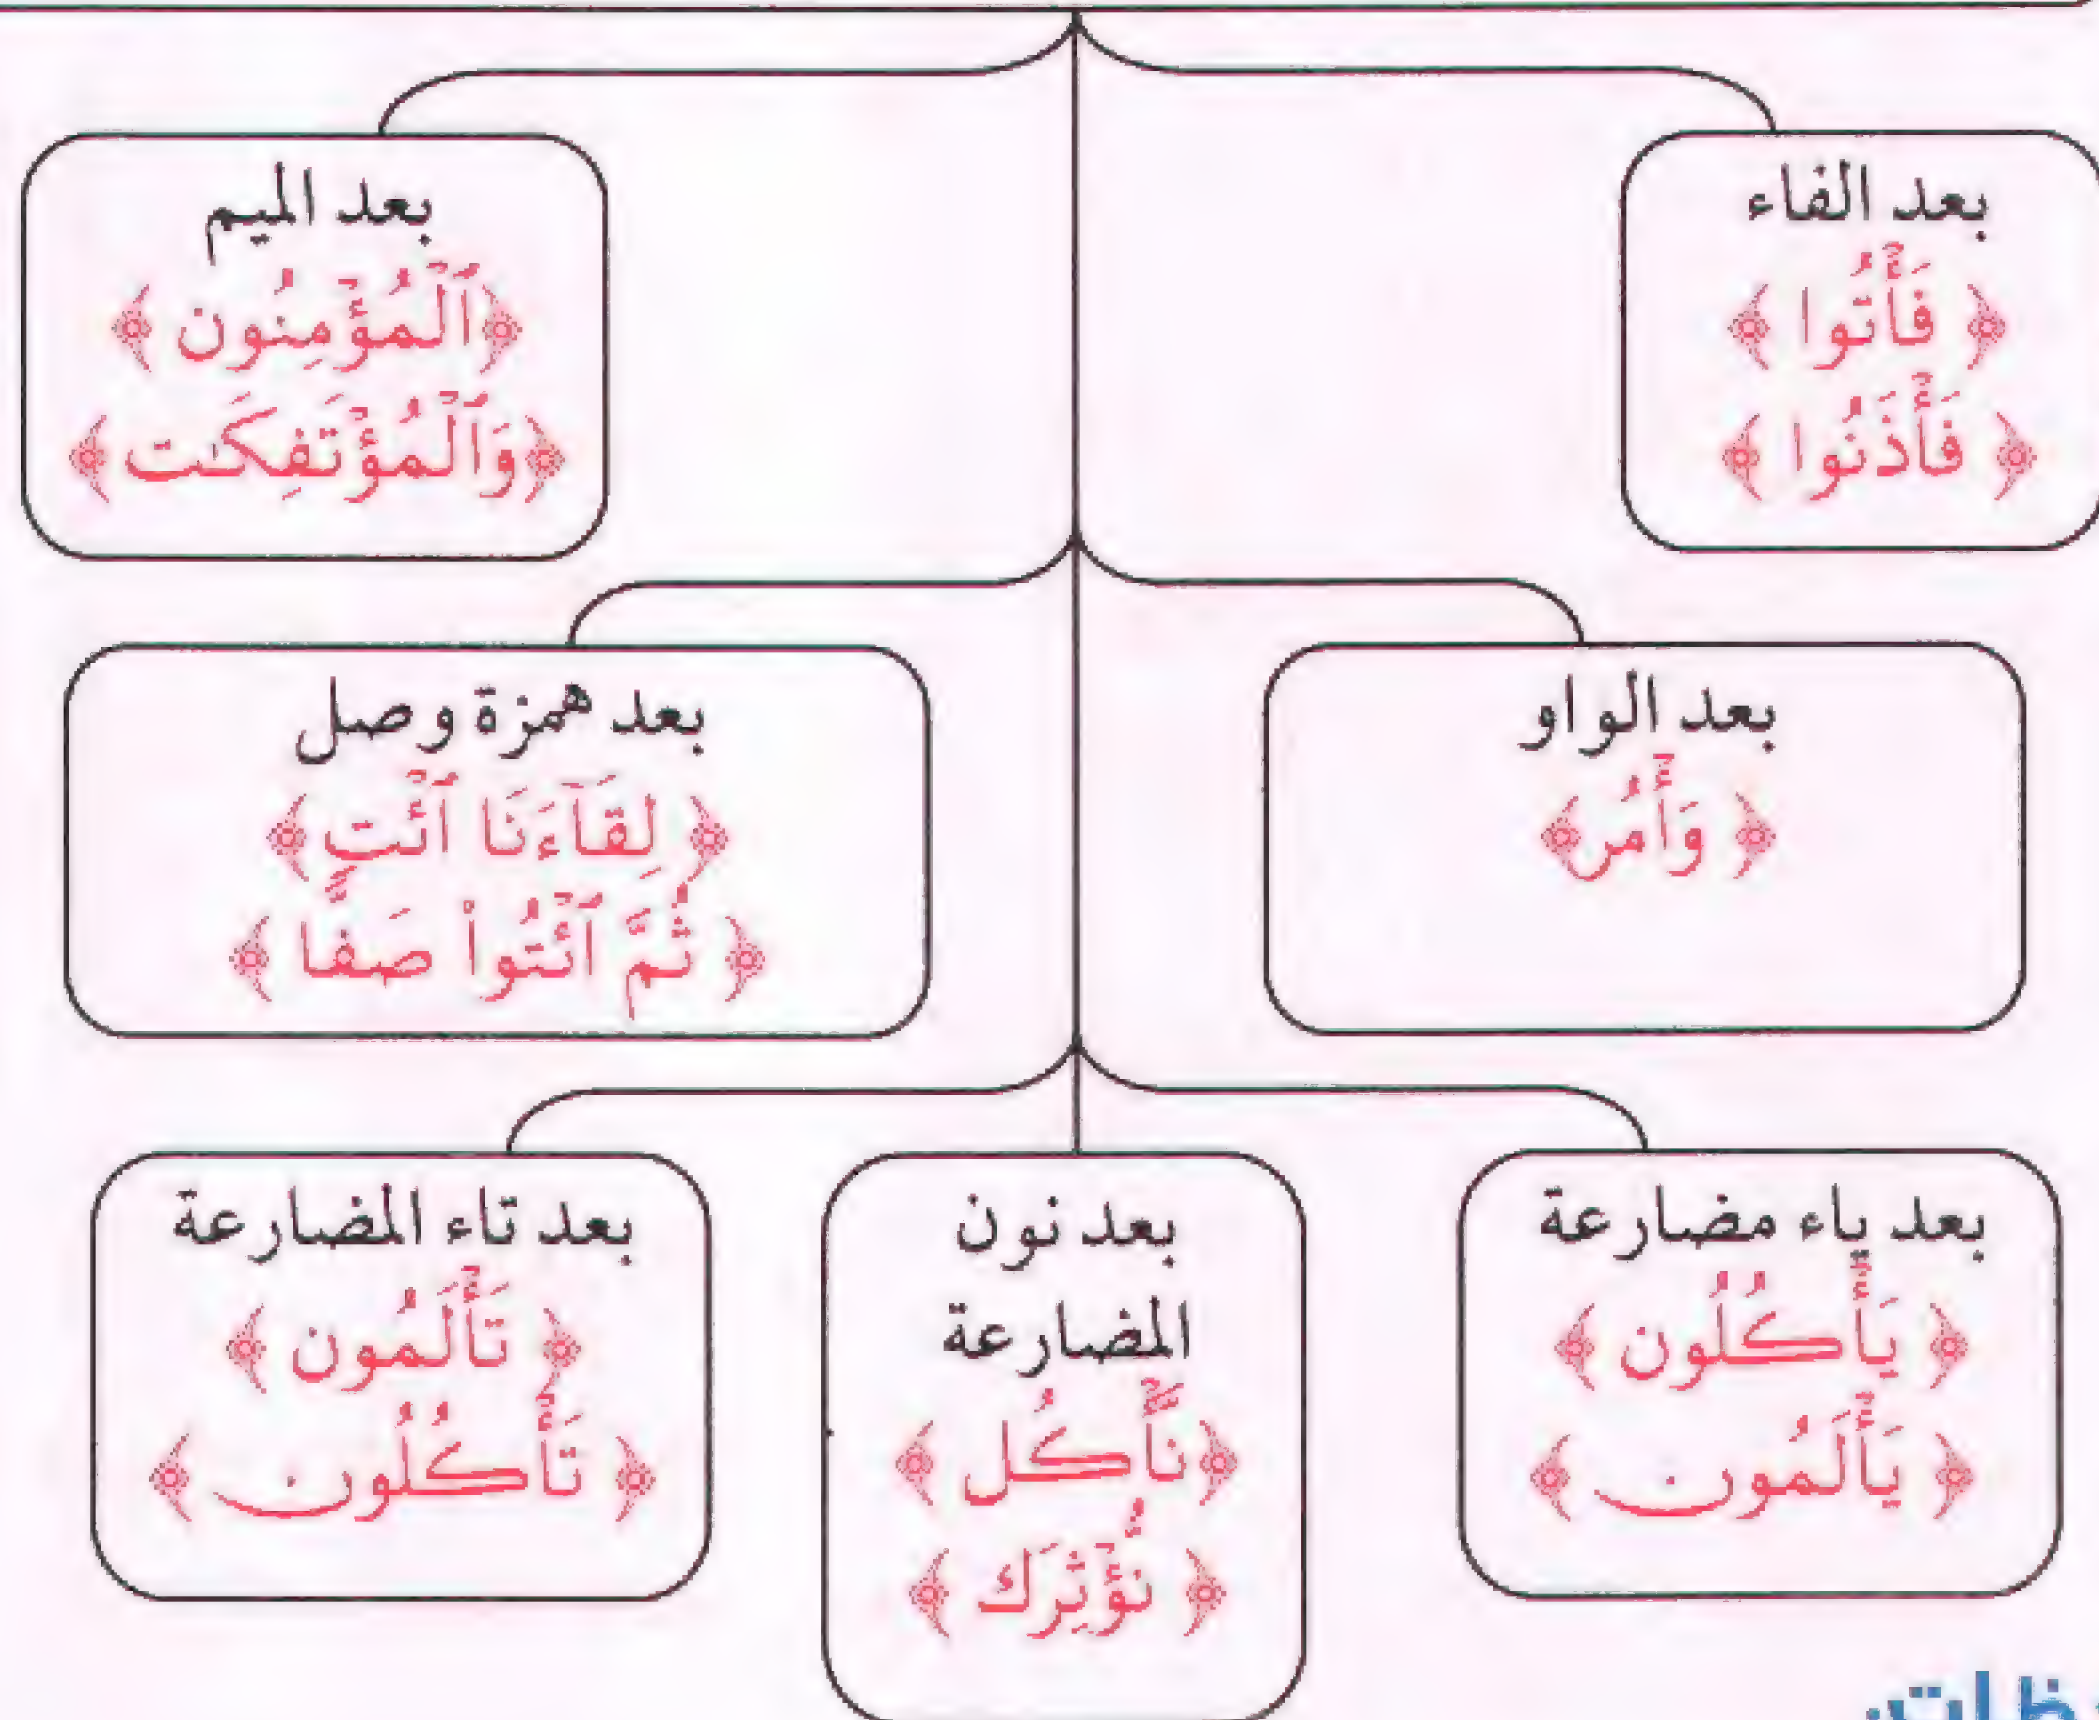 بعد الفاء
﴿ فَأْتُوا ﴾
﴿ فَأْذَنُوا ﴾
بعد الميم
﴿ٱلْمُؤْمِنُون ﴾
﴿وَٱلْمُؤْتَفِكَـٰت ﴾
بعد الواو
﴿ وَأْمُر﴾
بعد همزة وصل
﴿ لِقَآءَنَا ٱئْتِ ﴾
﴿ ثُمَّ ٱئْتُواْ صَفًّا ﴾
بعد ياء مضارعة
﴿ يَأْكُلُون ﴾
﴿ يَأْلَمُون ﴾
بعد نون
المضارعة
﴿نَأْكُل ﴾
﴿ نُؤْثِرَك ﴾
بعد تاء المضارعة
﴿ تَأْلَمُون ﴾
﴿ تَأْكُلُون ﴾